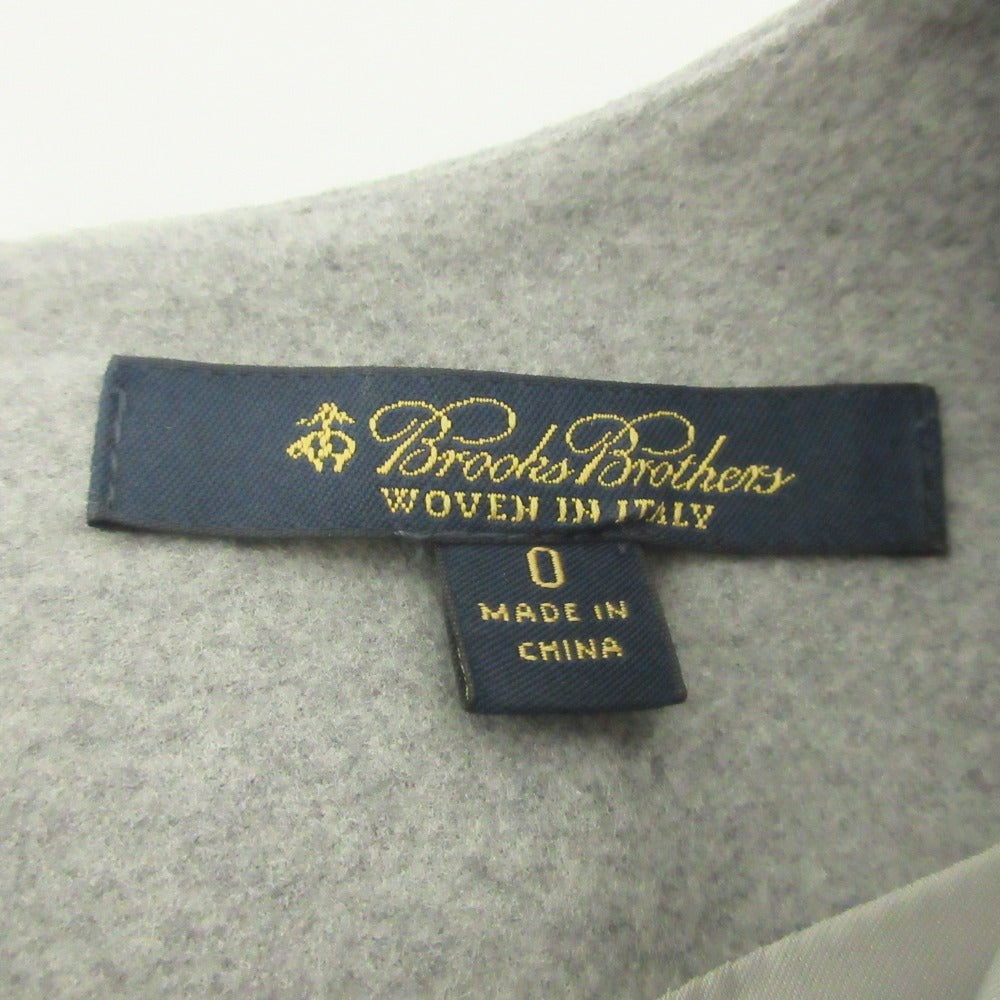 Brooks Brothers
WOVEN IN ITALY
0
MADE IN
CHINA